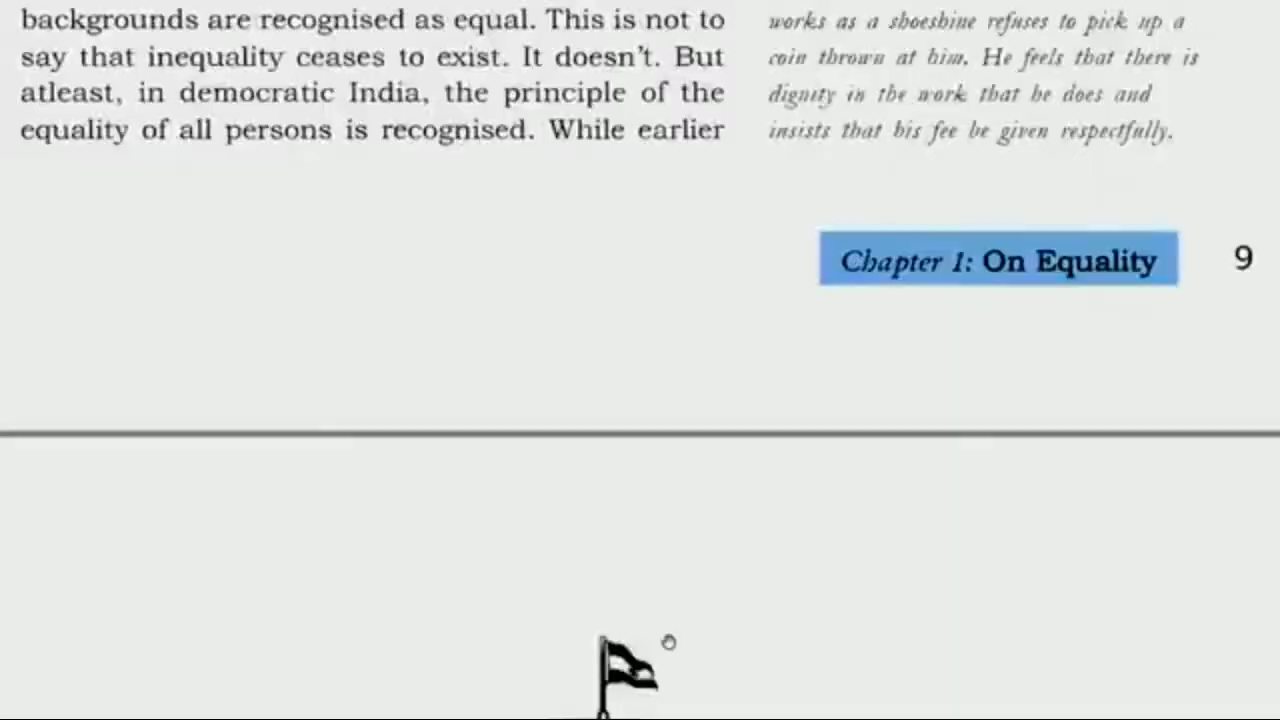 backgrounds are recognised as equal. This is not to
say that inequality ceases to exist. It doesn't. But
atleast, in democratic India, the principle of the
equality of all persons is recognised. While earlier
works as a shoeshine refuses to pick up a
coin thrown at him. He feels that there is
dignity in the work that he does and
insists that his fee be given respectfully.
Chapter 1: On Equality
9